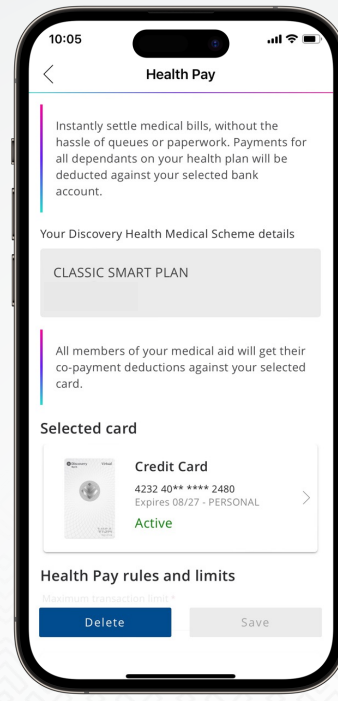 10:05
Health Pay
Instantly settle medical bills, without the
hassle of queues or paperwork. Payments for
all dependants on your health plan will be
deducted against your selected bank
account.
Your Discovery Health Medical Scheme details
CLASSIC SMART PLAN
All members of your medical aid will get their
co-payment deductions against your selected
card.
Selected card
Discovery
Credit Card
4232 40** **** 2480
Expires 08/27 - PERSONAL
Active
Health Pay rules and limits
Maximum transaction limit *
Delete
Save